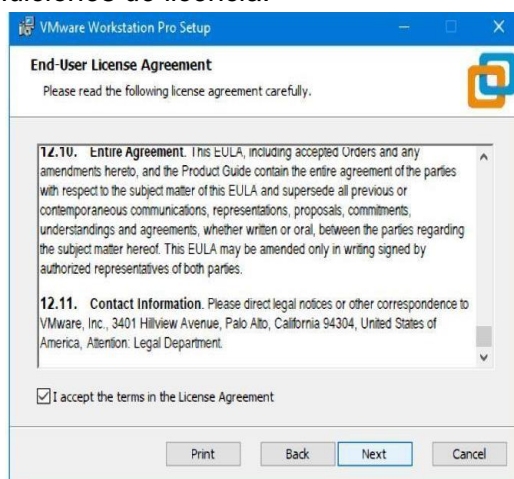 diciones de licencia.
VMware Workstation Pro Setup
End-User License Agreement
Please read the following license agreement carefully.
12.10. Entire Agreement. This EULA, including accepted Orders and any
amendments hereto, and the Product Guide contain the entire agreement of the parties
with respect to the subject matter of this EULA and supersede all previous or
contemporaneous communications, representations, proposals, commitments,
understandings and agreements, whether written or oral, between the parties regarding
the subject matter hereof. This EULA may be amended only in writing signed by
authorized representatives of both parties.
12.11. Contact Information. Please direct legal notices or other correspondence to
VMware, Inc., 3401 Hillview Avenue, Palo Alto, California 94304, United States of
America, Attention: Legal Department.
I accept the terms in the License Agreement
Print Back Next Cancel